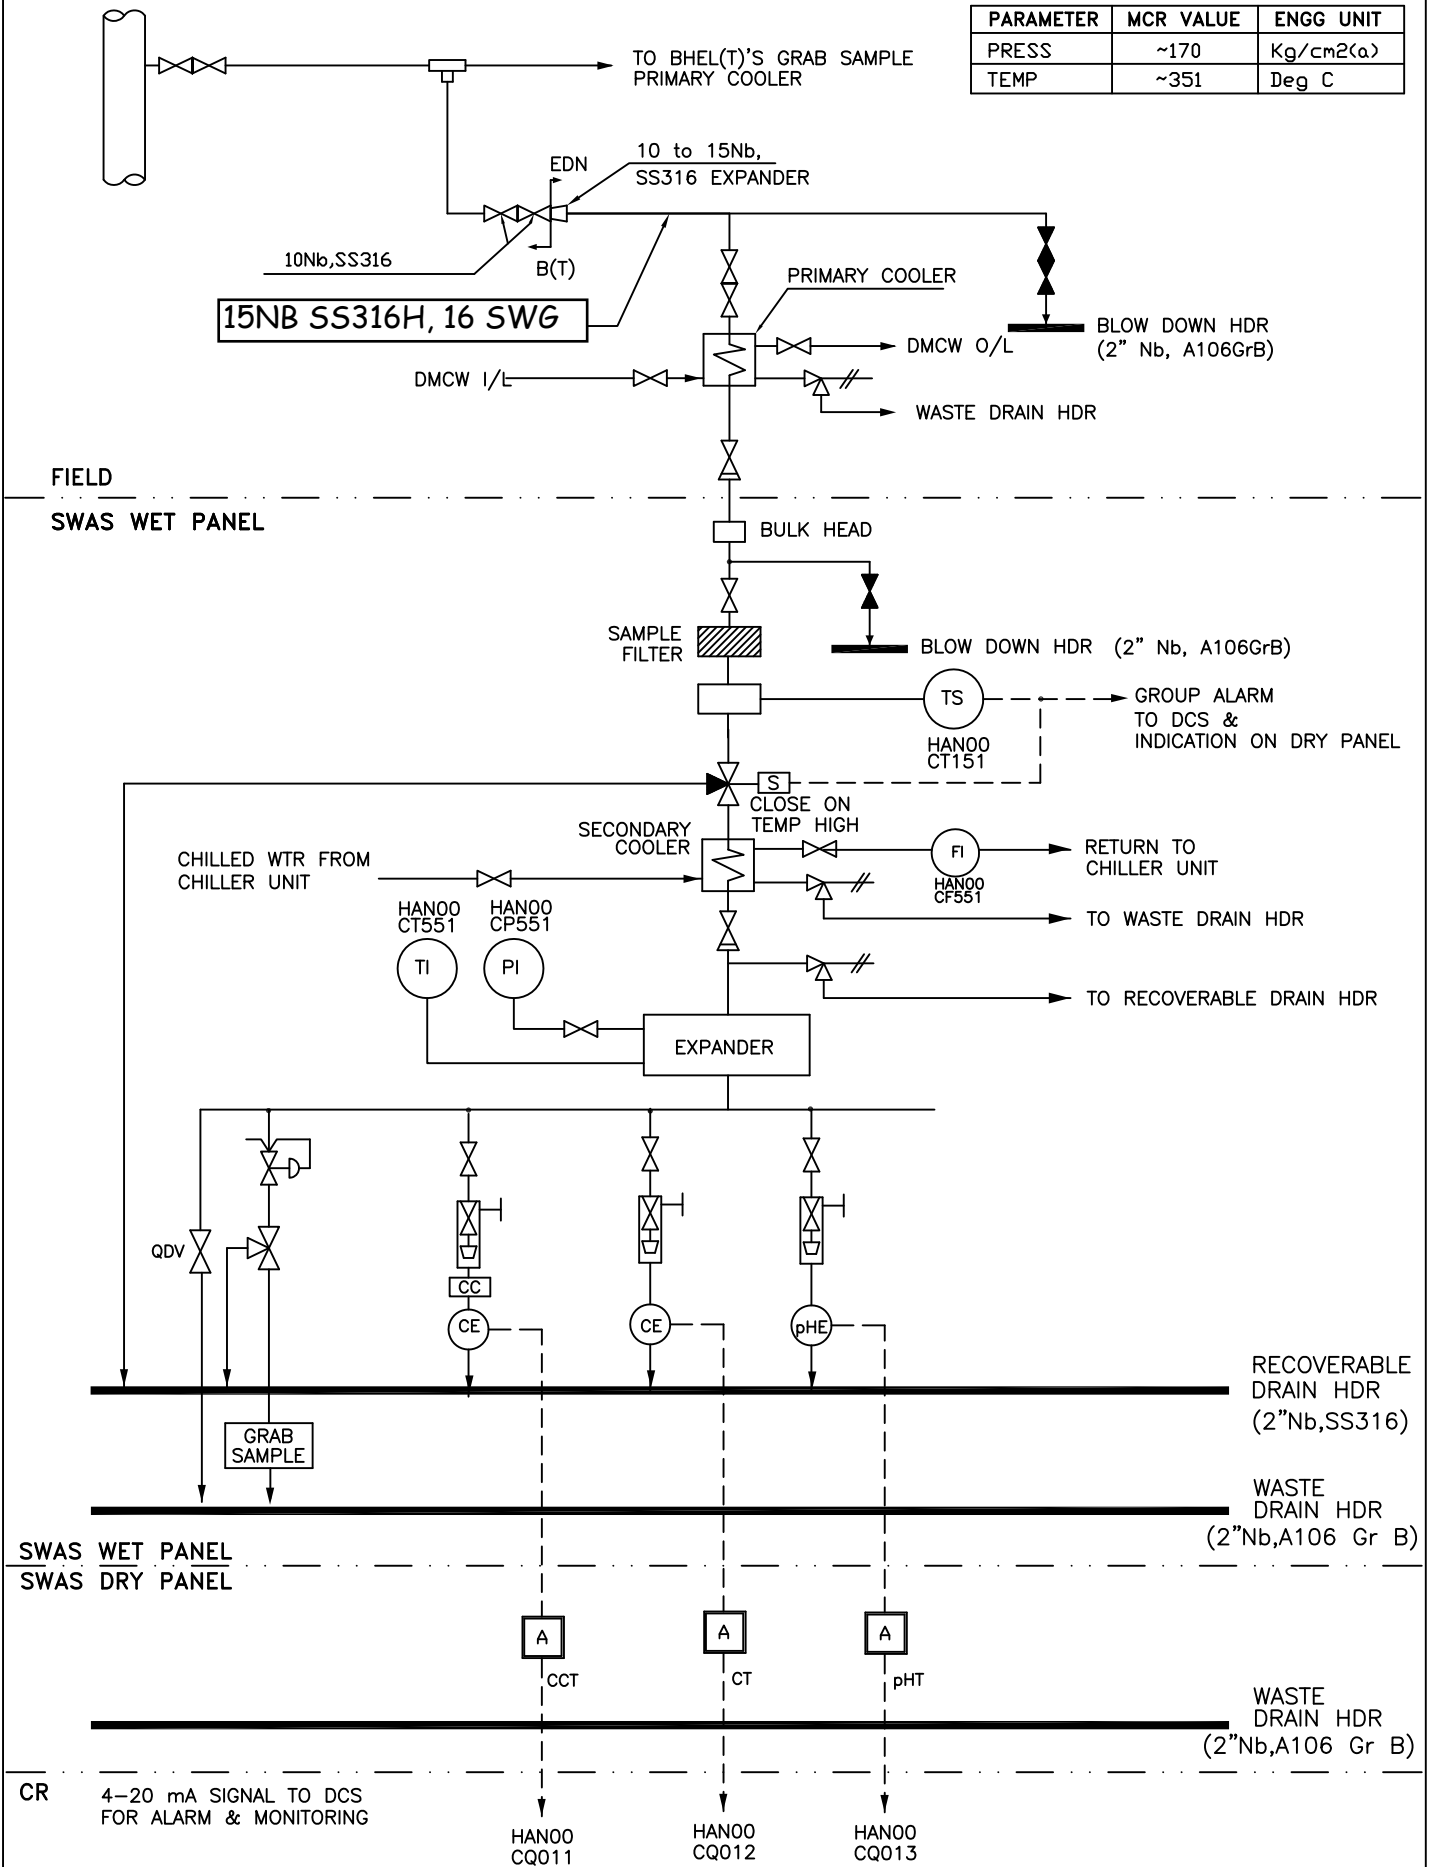 PARAMETER MCR VALUE ENGG UNIT
PRESS ~170 Kg/cm2(a)
TEMP ~351 Deg C
TO BHEL(T)'S GRAB SAMPLE
PRIMARY COOLER
10 to 15Nb,
SS316 EXPANDER
EDN
10Nb,SS316
B(T)
15NB SS316H, 16 SWG
PRIMARY COOLER
BLOW DOWN HDR
(2" Nb, A106GrB)
DMCW O/L
DMCW I/L
WASTE DRAIN HDR
FIELD
SWAS WET PANEL
BULK HEAD
SAMPLE
FILTER
BLOW DOWN HDR (2" Nb, A106GrB)
TS
HAN00
CT151
GROUP ALARM
TO DCS &
INDICATION ON DRY PANEL
S
CLOSE ON
TEMP HIGH
SECONDARY
COOLER
CHILLED WTR FROM
CHILLER UNIT
FI
HAN00
CF551
RETURN TO
CHILLER UNIT
HAN00
CT551
HAN00
CP551
TO WASTE DRAIN HDR
TI
PI
TO RECOVERABLE DRAIN HDR
EXPANDER
QDV
CC
CE
CE
pHE
RECOVERABLE
DRAIN HDR
(2"Nb,SS316)
GRAB
SAMPLE
WASTE
DRAIN HDR
(2"Nb,A106 Gr B)
SWAS WET PANEL
SWAS DRY PANEL
A
A
A
CCT
CT
pHT
WASTE
DRAIN HDR
(2"Nb,A106 Gr B)
CR
4-20 mA SIGNAL TO DCS
FOR ALARM & MONITORING
HAN00
CQ011
HAN00
CQ012
HAN00
CQ013